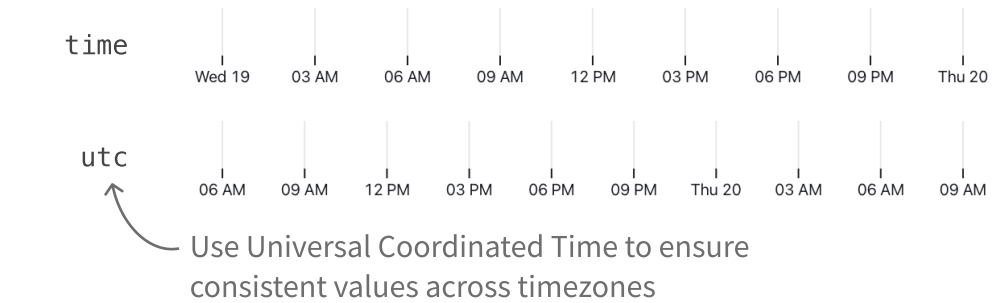 time
Wed 19 03 AM 06 AM 09 AM 12 PM 03 PM 06 PM 09 PM Thu 20
utc
06 AM 09 AM 12 PM 03 PM 06 PM 09 PM Thu 20 03 AM 06 AM 09 AM
Use Universal Coordinated Time to ensure
consistent values across timezones